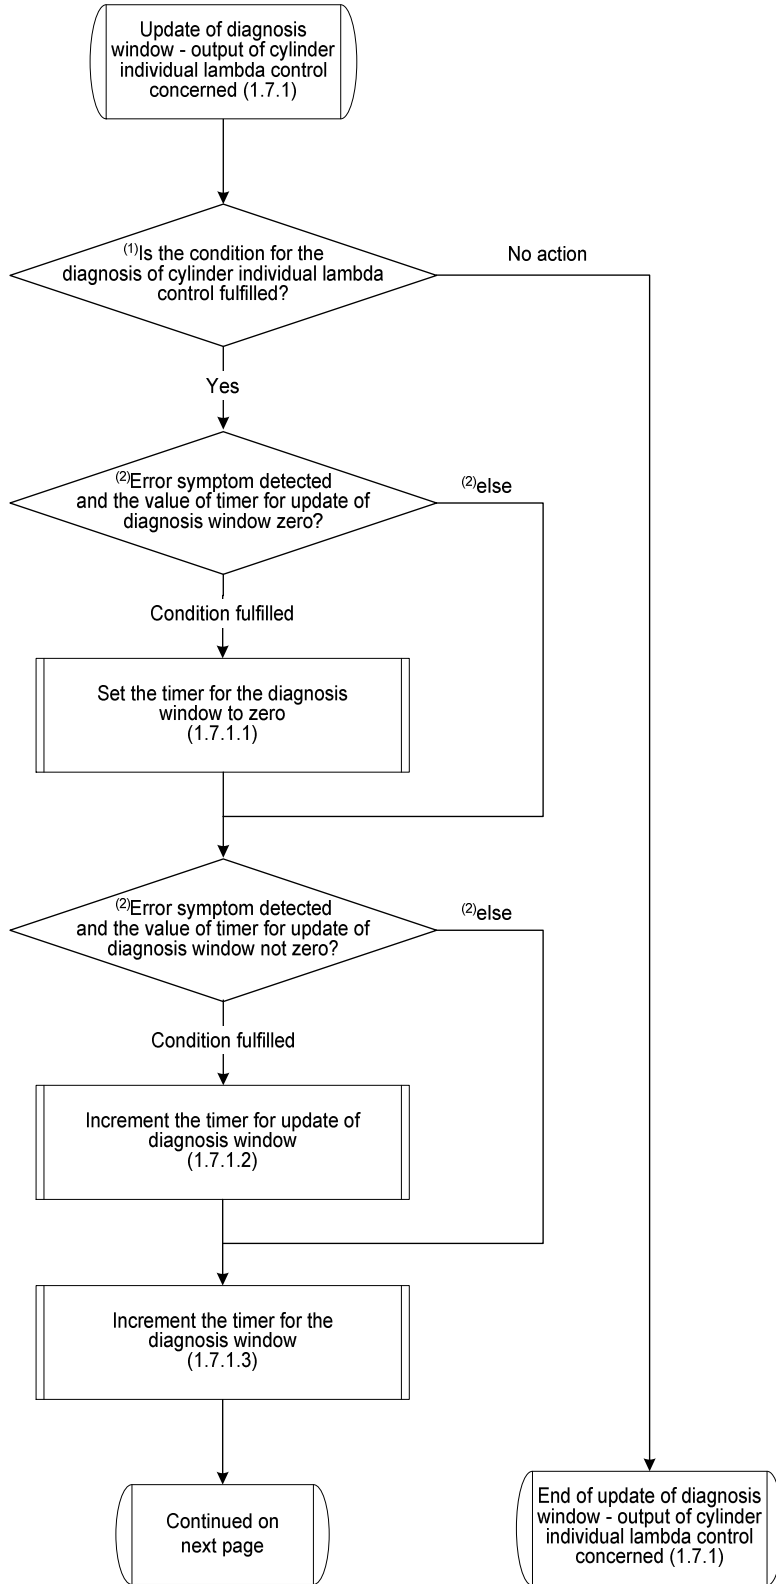 Update of diagnosis
window - output of cylinder
individual lambda control
concerned (1.7.1)
(1)Is the condition for the
diagnosis of cylinder individual lambda
control fulfilled?
No action
Yes
(2)Error symptom detected
and the value of timer for update of
diagnosis window zero?
(2)else
Condition fulfilled
Set the timer for the diagnosis
window to zero
(1.7.1.1)
(2)Error symptom detected
and the value of timer for update of
diagnosis window not zero?
(2)else
Condition fulfilled
Increment the timer for update of
diagnosis window
(1.7.1.2)
Increment the timer for the
diagnosis window
(1.7.1.3)
Continued on
next page
End of update of diagnosis
window - output of cylinder
individual lambda control
concerned (1.7.1)